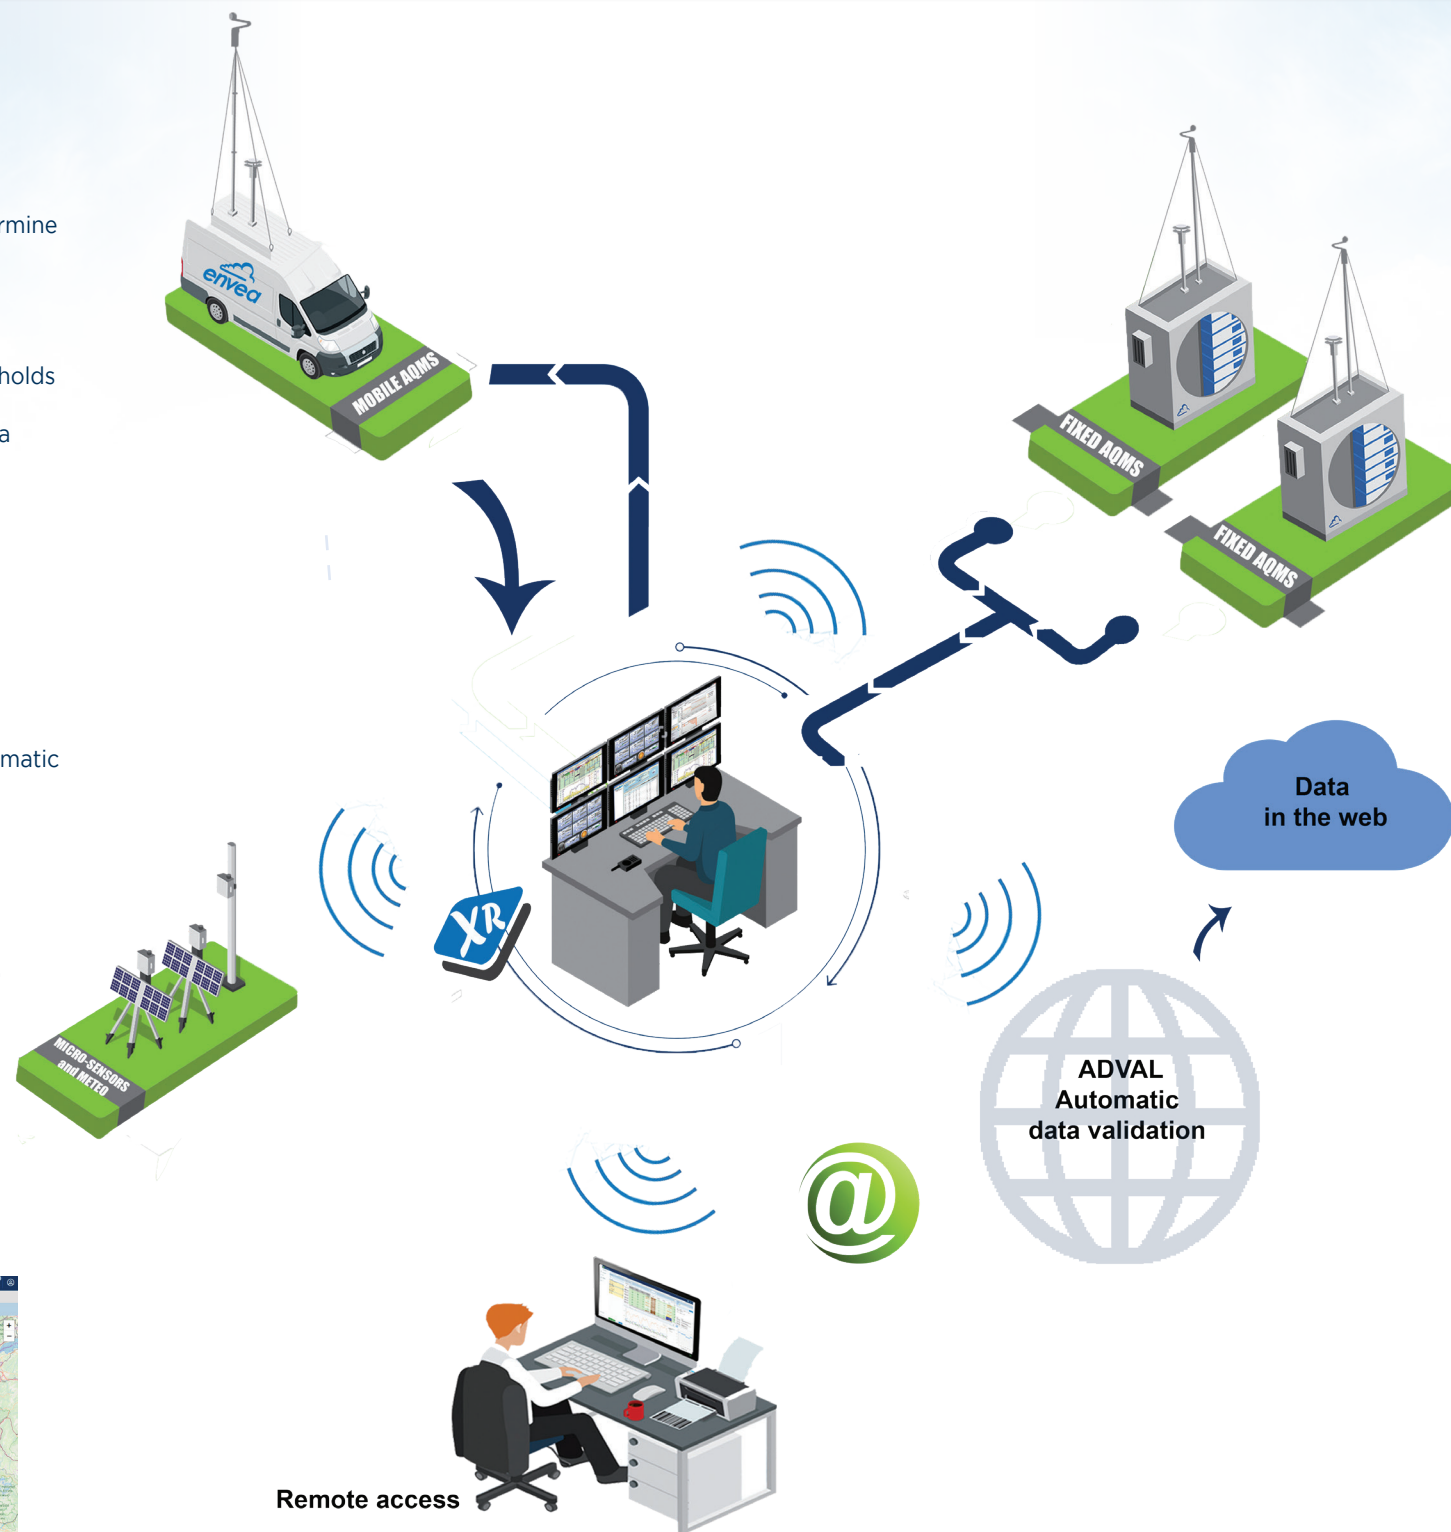 rmine
envea
holds
MOBILE AQMS
a
FIXED AQMS
FIXED AQMS
matic
Data
in the web
XR
MICRO-SENSORS
and METEO
ADVAL
Automatic
data validation
@
Remote access